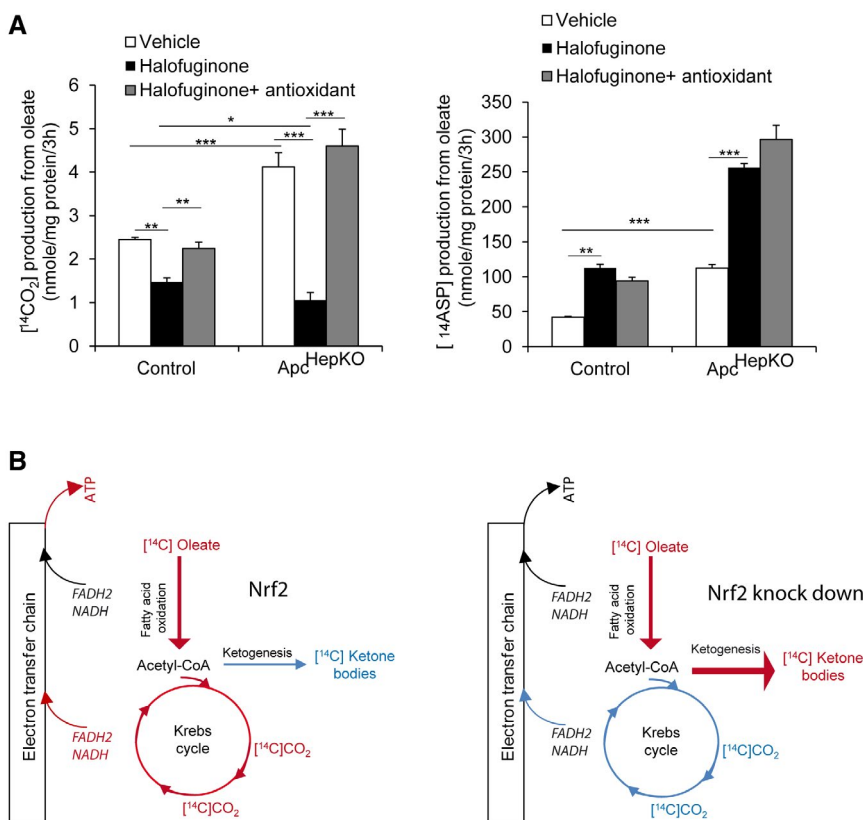 A
Vehicle
Halofuginone
Halofuginone+ antioxidant
[¹⁴CO₂] production from oleate
(nmole/mg protein/3h)
6
5
4
3
2
1
0
**
**
***
*
***
***
Control
Apc^HepKO
Vehicle
Halofuginone
Halofuginone+ antioxidant
[ ¹⁴ASP] production from oleate
(nmole/mg protein/3h)
350
300
250
200
150
100
50
0
**
***
***
Control
Apc^HepKO
B
ATP
Electron transfer chain
FADH2
NADH
FADH2
NADH
[¹⁴C] Oleate
Fatty acid
oxidation
Nrf2
Acetyl-CoA
Ketogenesis
[¹⁴C] Ketone
bodies
Krebs
cycle
[¹⁴C]CO₂
[¹⁴C]CO₂
ATP
Electron transfer chain
FADH2
NADH
FADH2
NADH
[¹⁴C] Oleate
Fatty acid
oxidation
Nrf2 knock down
Acetyl-CoA
Ketogenesis
[¹⁴C] Ketone
bodies
Krebs
cycle
[¹⁴C]CO₂
[¹⁴C]CO₂